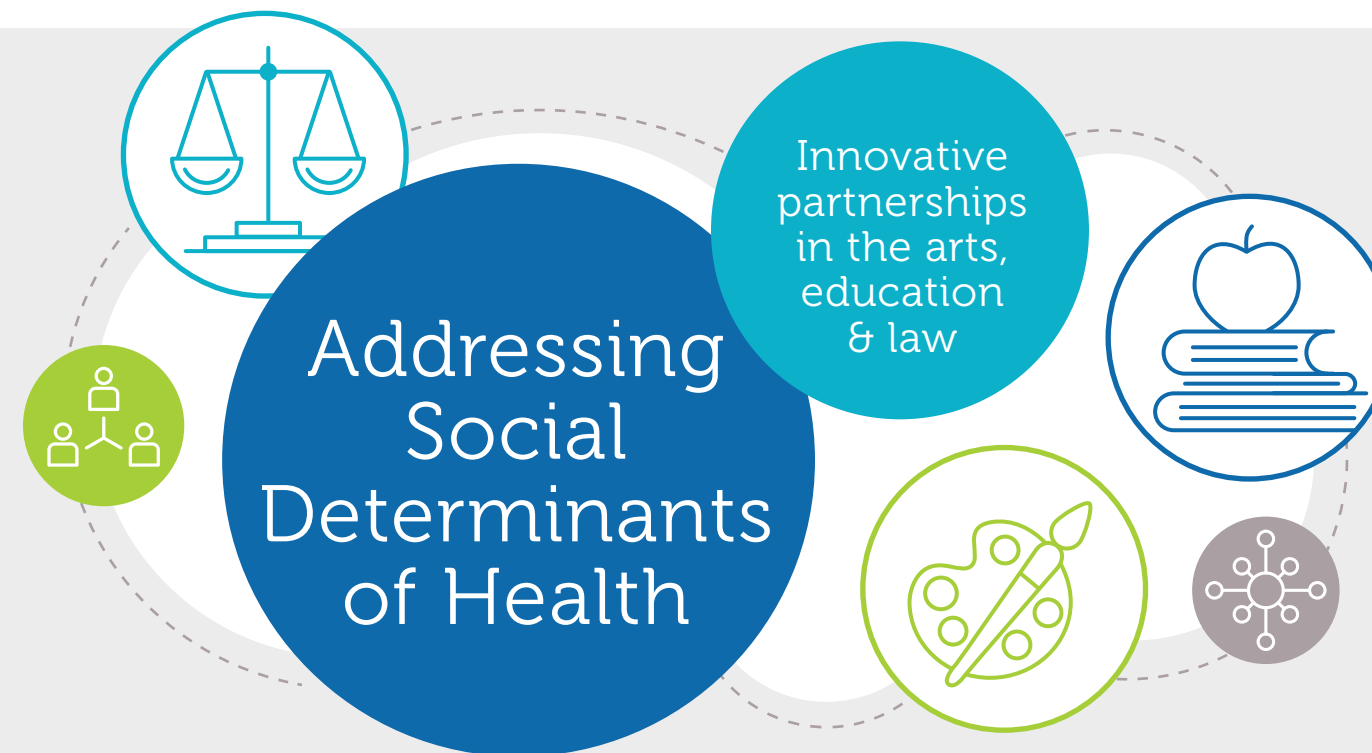 Addressing
Social
Determinants
of Health
Innovative
partnerships
in the arts,
education
& law